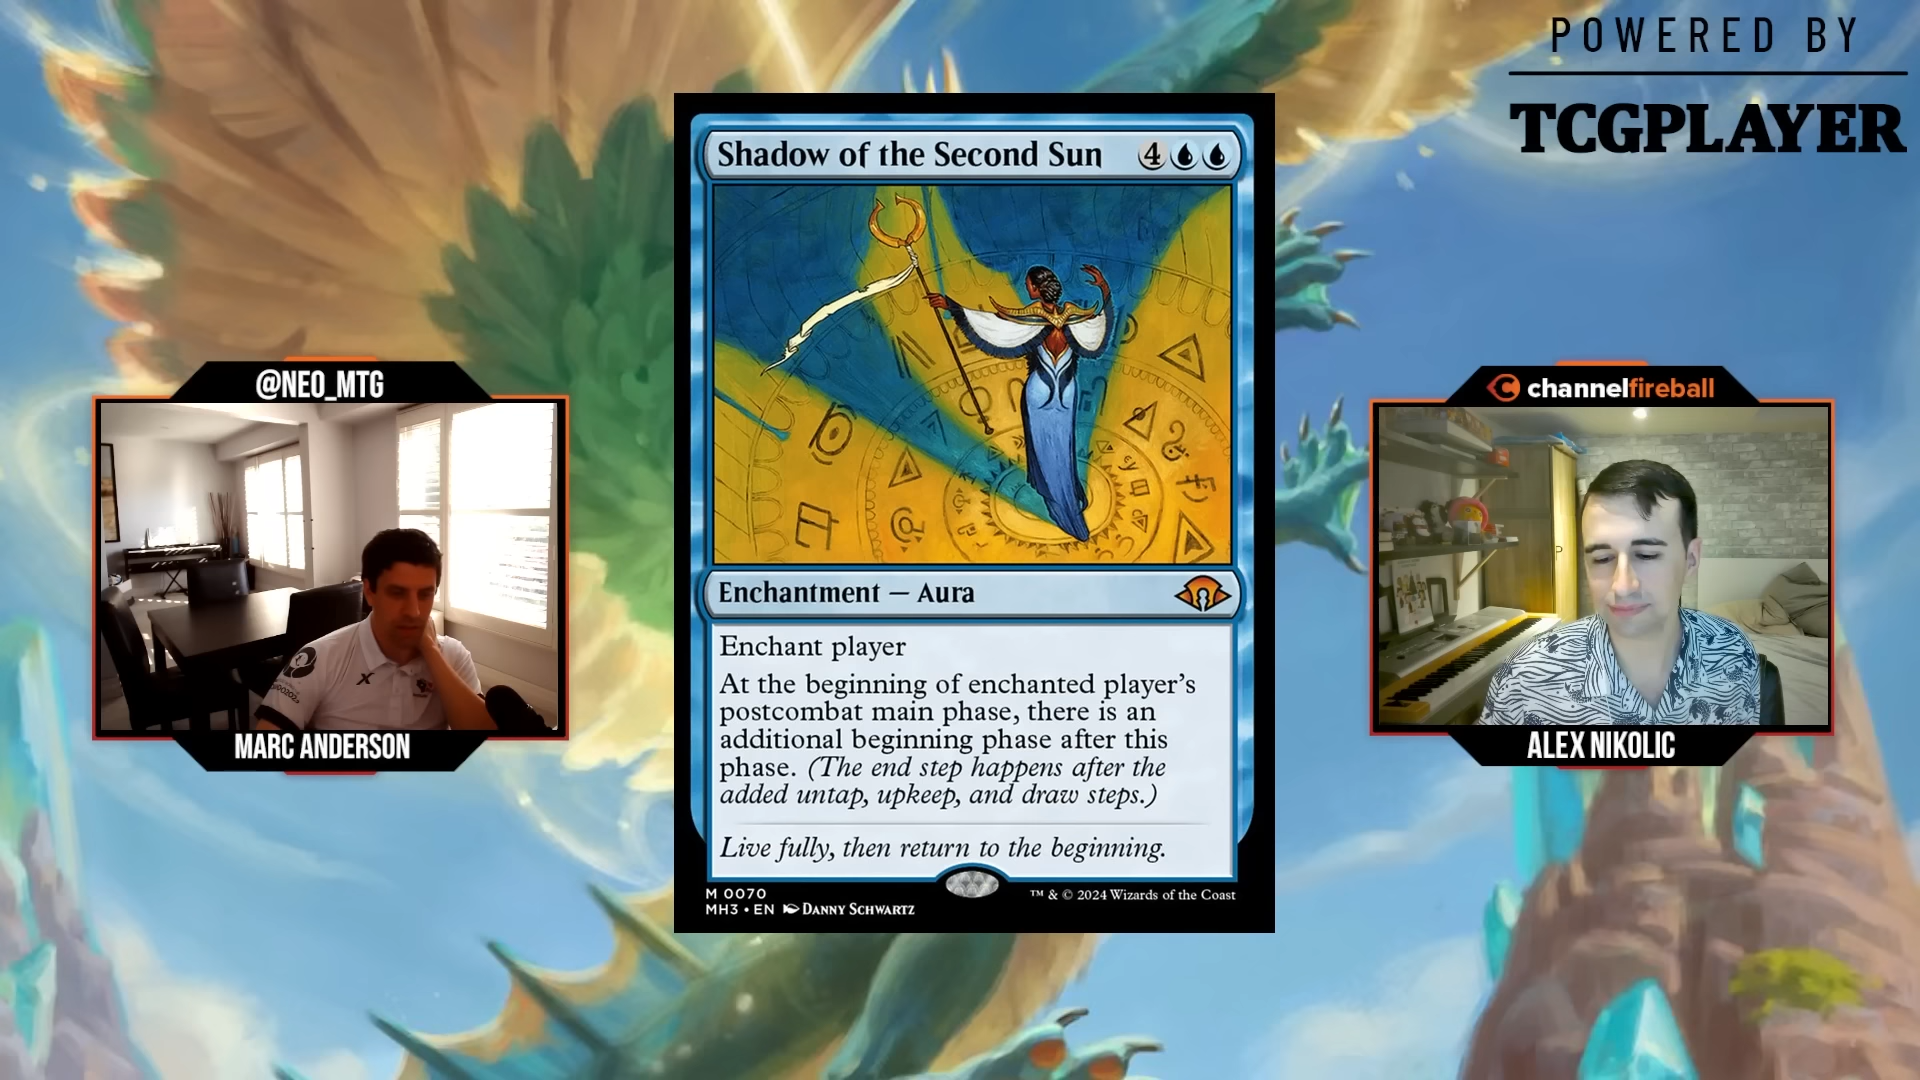 POWERED BY
TCGPLAYER
@NEO_MTG
MARC ANDERSON
Shadow of the Second Sun 4
Enchantment — Aura
Enchant player
At the beginning of enchanted player's
postcombat main phase, there is an
additional beginning phase after this
phase. (The end step happens after the
added untap, upkeep, and draw steps.)
Live fully, then return to the beginning.
M 0070
MH3 • EN DANNY SCHWARTZ
™ & © 2024 Wizards of the Coast
channelfireball
ALEX NIKOLIC